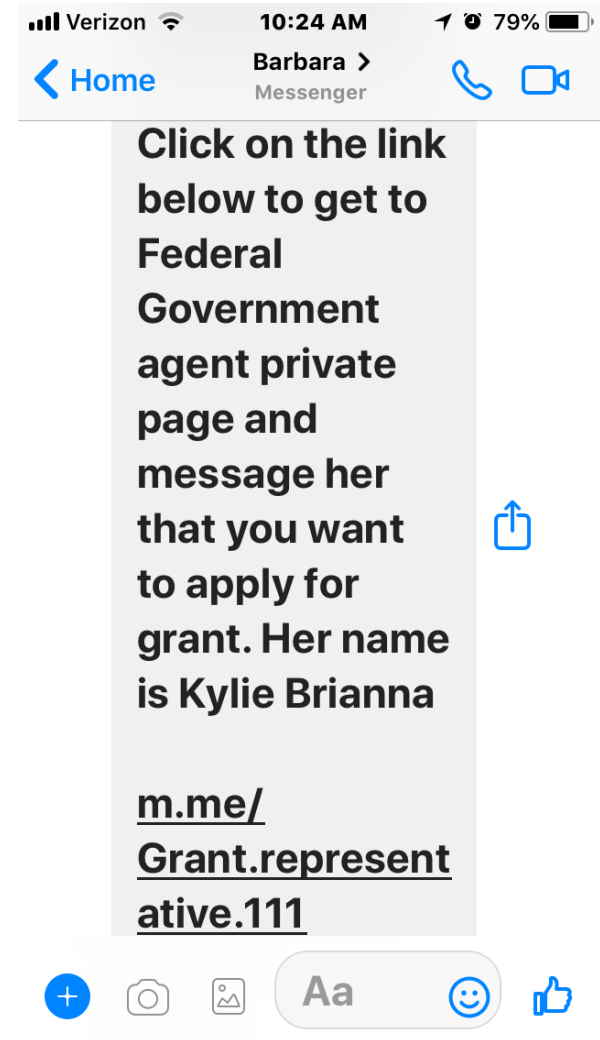 Verizon 10:24 AM 79%
Home Barbara >
Messenger
Click on the link
below to get to
Federal
Government
agent private
page and
message her
that you want
to apply for
grant. Her name
is Kylie Brianna
m.me/
Grant.represent
ative.111
Aa